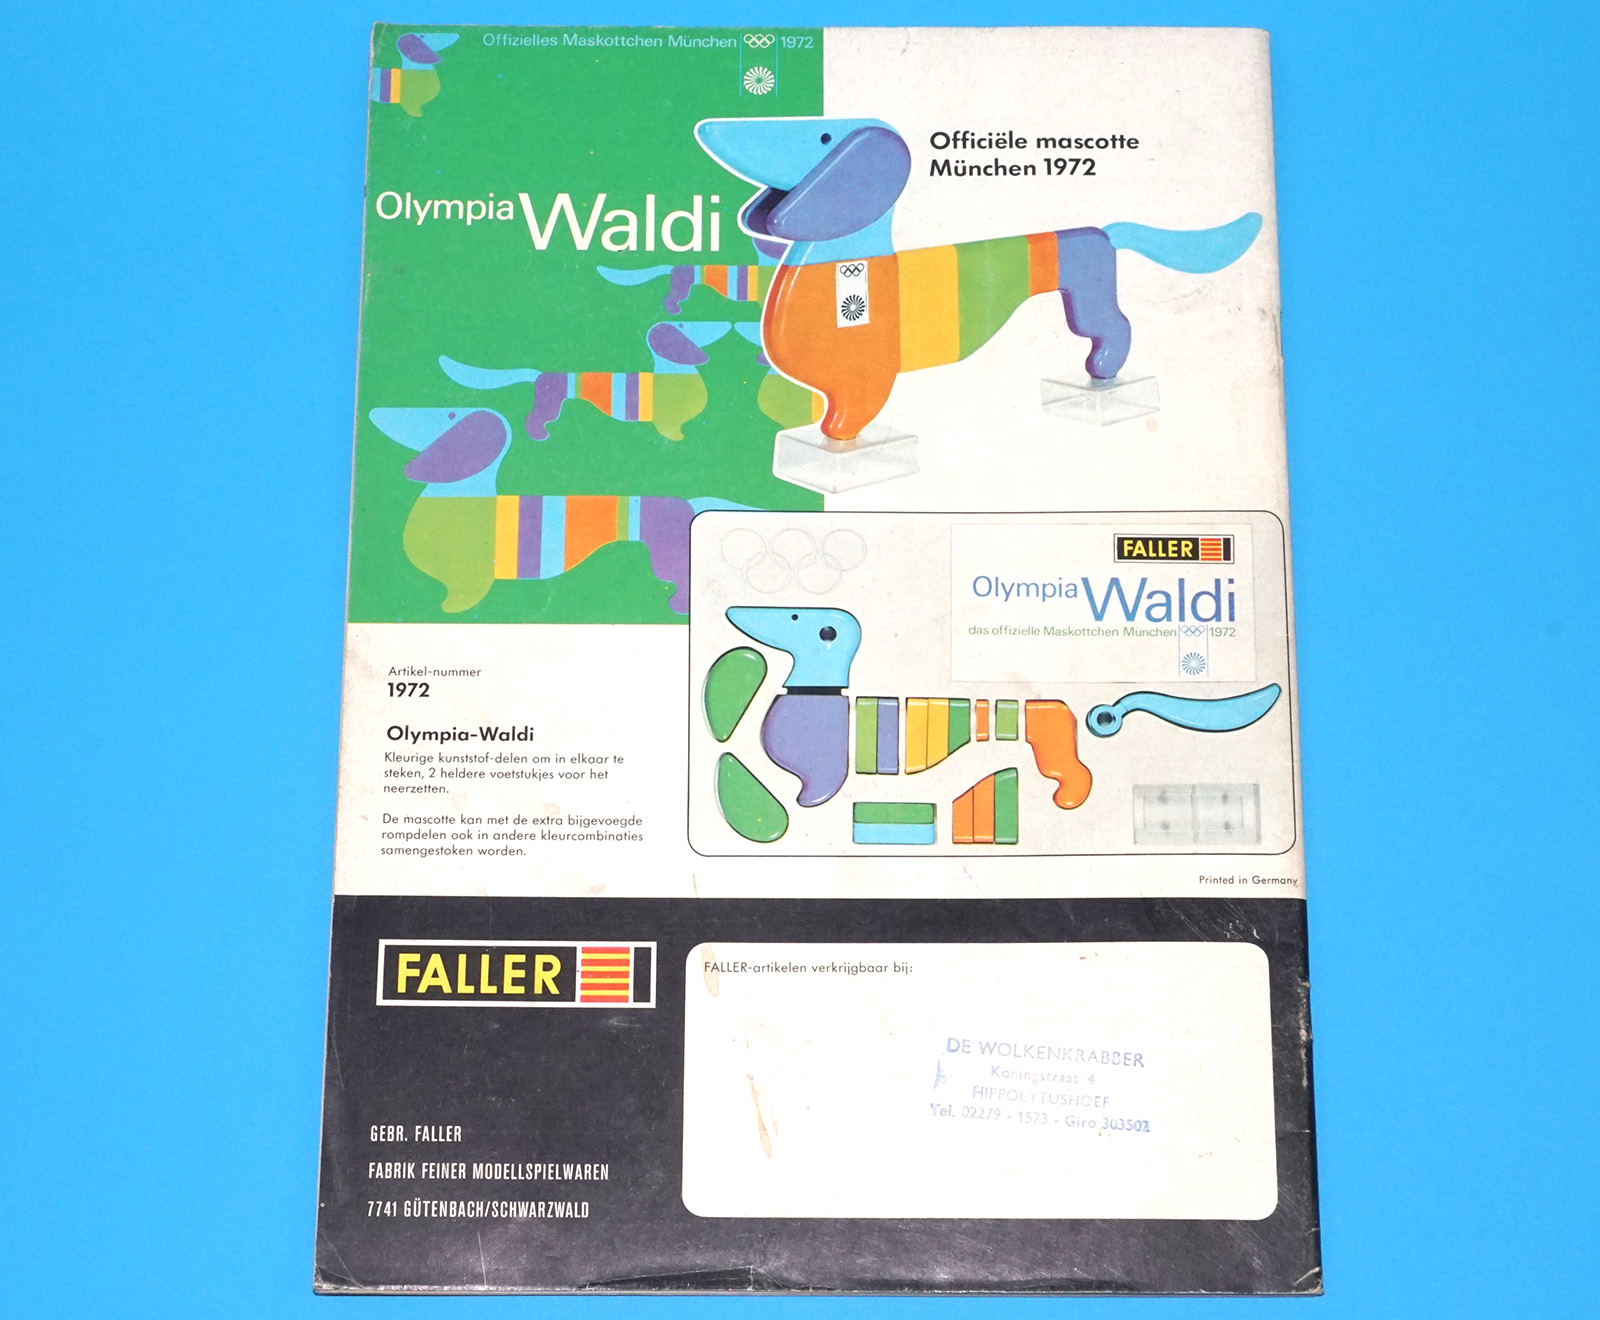 Offizielles Maskottchen München 1972
Olympia Waldi
Officiële mascotte
München 1972
FALLER
Olympia Waldi
das offizielle Maskottchen München 1972
Artikel-nummer
1972
Olympia-Waldi
Kleurige kunststof-delen om in elkaar te
steken, 2 heldere voetstukjes voor het
neerzetten.
De mascotte kan met de extra bijgevoegde
rompdelen ook in andere kleurcombinaties
samengestoken worden.
Printed in Germany
FALLER
FALLER-artikelen verkrijgbaar bij:
DE WOLKENKRABBER
Koningstraat 4
HIPPOLYTUSHOEF
Tel. 02279 - 1573 - Giro 303502
GEBR. FALLER
FABRIK FEINER MODELLSPIELWAREN
7741 GÜTENBACH/SCHWARZWALD